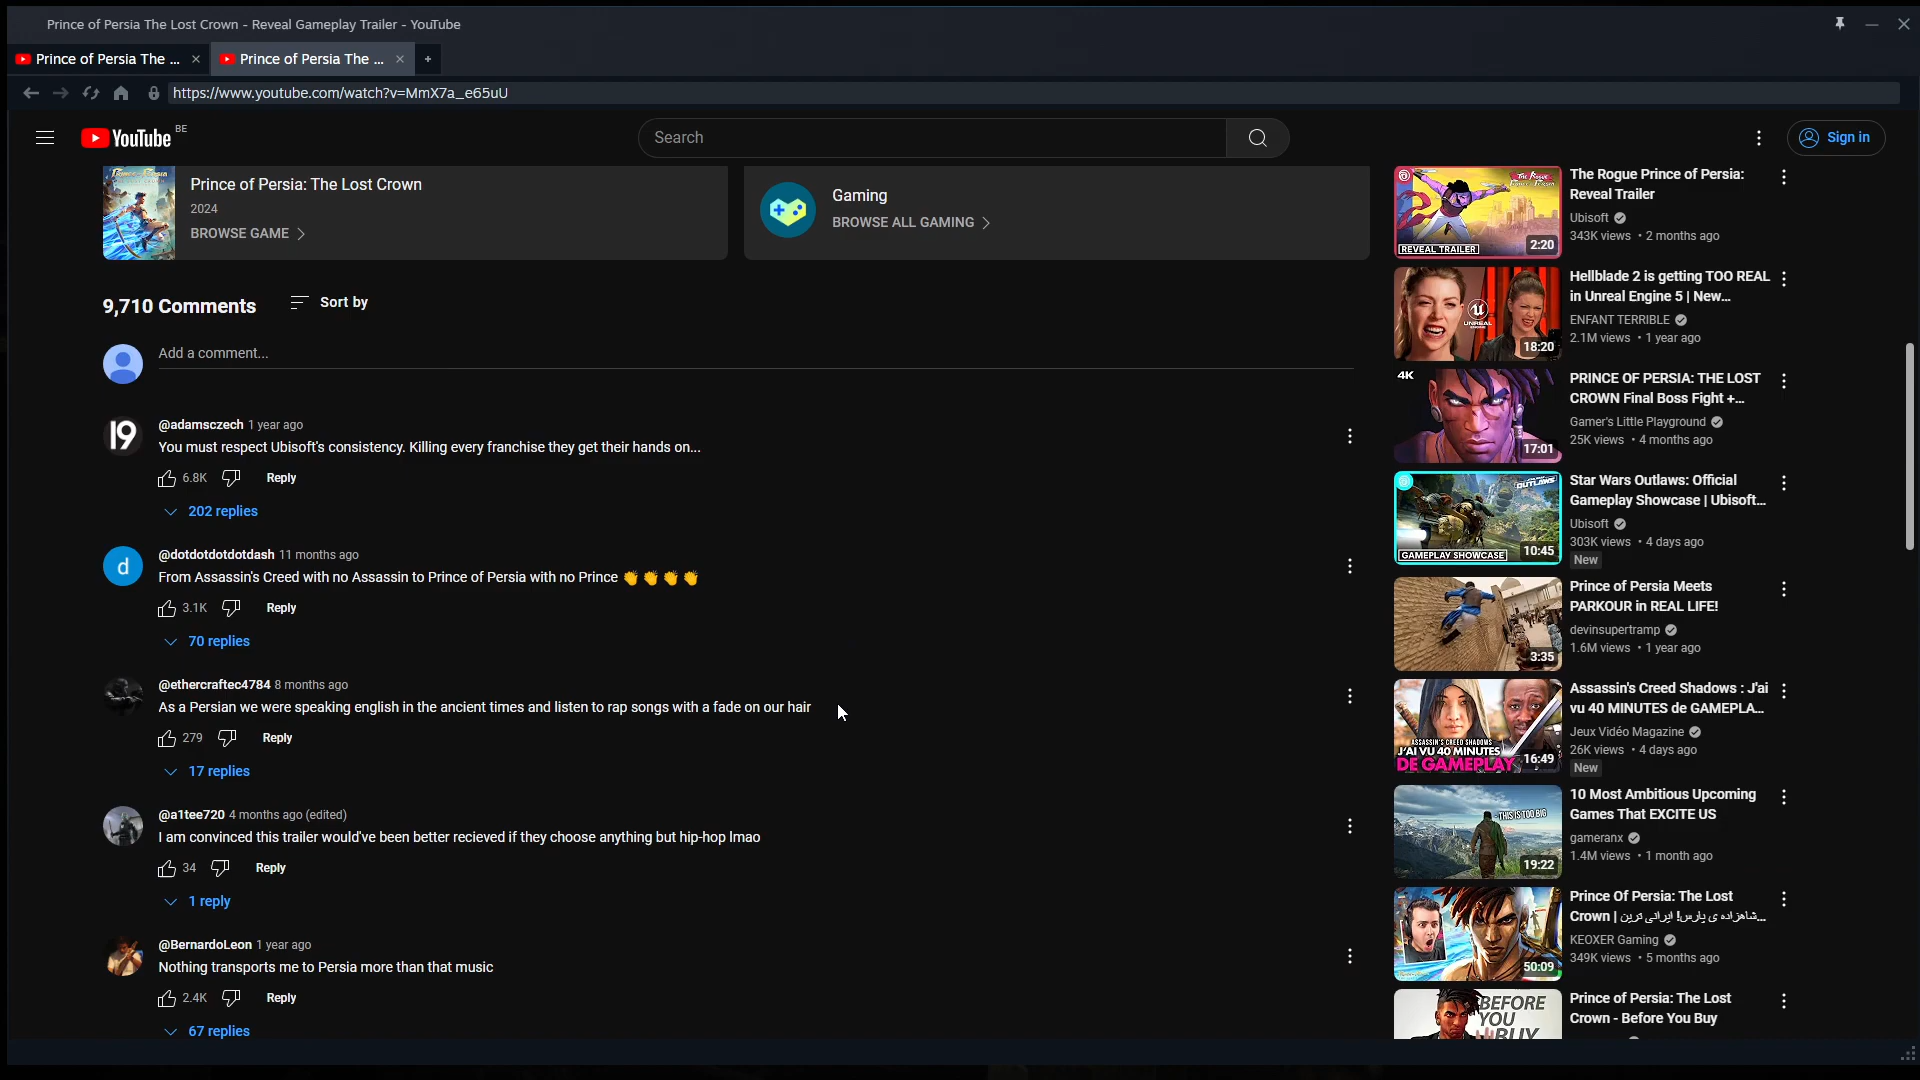 Prince of Persia The Lost Crown - Reveal Gameplay Trailer - YouTube
Prince of Persia The ...
Prince of Persia The ...
https://www.youtube.com/watch?v=MmX7a_e65uU
YouTube BE
Search
Sign in
Prince of Persia: The Lost Crown
2024
BROWSE GAME
Gaming
BROWSE ALL GAMING
9,710 Comments
Sort by
Add a comment...
19
@adamsczech 1 year ago
You must respect Ubisoft's consistency. Killing every franchise they get their hands on...
6.8K
Reply
202 replies
d
@dotdotdotdotdash 11 months ago
From Assassin's Creed with no Assassin to Prince of Persia with no Prince 👏 👏 👏 👏
3.1K
Reply
70 replies
@ethercraftec4784 8 months ago
As a Persian we were speaking english in the ancient times and listen to rap songs with a fade on our hair
279
Reply
17 replies
@a1tee720 4 months ago (edited)
I am convinced this trailer would've been better recieved if they choose anything but hip-hop lmao
34
Reply
1 reply
@BernardoLeon 1 year ago
Nothing transports me to Persia more than that music
2.4K
Reply
67 replies
REVEAL TRAILER
2:20
The Rogue Prince of Persia:
Reveal Trailer
Ubisoft
343K views • 2 months ago
UNREAL
18:20
Hellblade 2 is getting TOO REAL
in Unreal Engine 5 | New...
ENFANT TERRIBLE
2.1M views • 1 year ago
4K
17:01
PRINCE OF PERSIA: THE LOST
CROWN Final Boss Fight +...
Gamer's Little Playground
25K views • 4 months ago
OUTLAWS
GAMEPLAY SHOWCASE
10:45
Star Wars Outlaws: Official
Gameplay Showcase | Ubisoft...
Ubisoft
303K views • 4 days ago
New
3:35
Prince of Persia Meets
PARKOUR in REAL LIFE!
devinsupertramp
1.6M views • 1 year ago
ASSASSIN'S CREED SHADOWS
J'AI VU 40 MINUTES
DE GAMEPLAY
16:49
Assassin's Creed Shadows : J'ai
vu 40 MINUTES de GAMEPLA...
Jeux Vidéo Magazine
26K views • 4 days ago
New
THIS IS TOO BIG
19:22
10 Most Ambitious Upcoming
Games That EXCITE US
gameranx
1.4M views • 1 month ago
50:09
Prince Of Persia: The Lost
Crown | شاهزاده ی پارس! ایرانی ترین...
KEOXER Gaming
349K views • 5 months ago
BEFORE
YOU
BUY
Prince of Persia: The Lost
Crown - Before You Buy